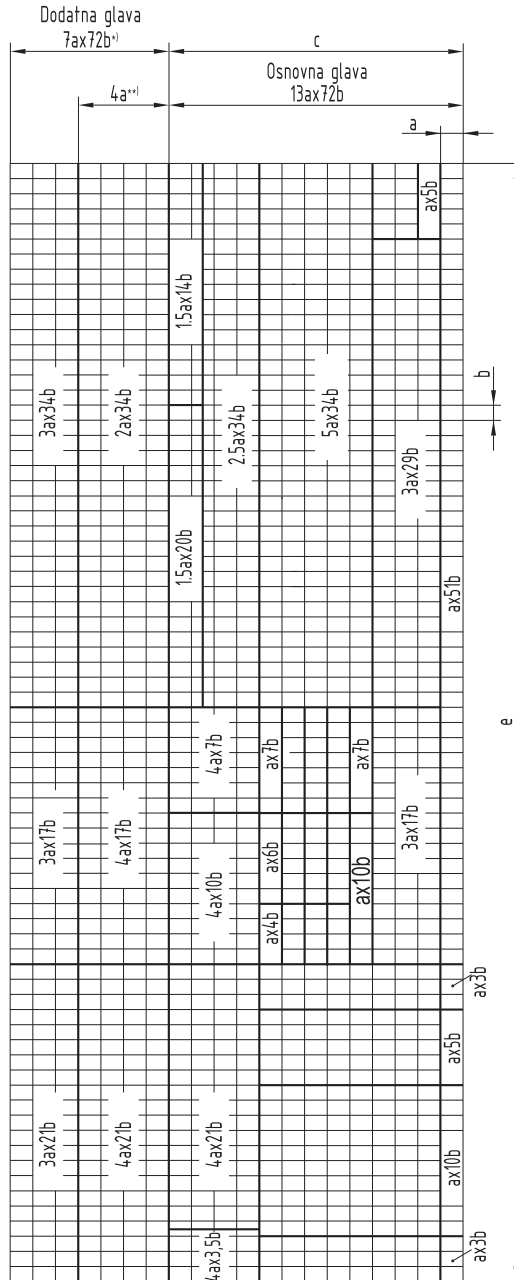 Dodatna glava
7ax72b*)
c
4a**)
Osnovna glava
13ax72b
a
ax5b
1.5ax14b
b
3ax34b
2ax34b
2.5ax34b
5ax34b
3ax29b
1.5ax20b
ax51b
e
4ax7b
ax7b
ax7b
3ax17b
4ax17b
3ax17b
4ax10b
ax6b
ax10b
ax4b
ax3b
ax5b
3ax21b
4ax21b
4ax21b
ax10b
4ax3,5b
ax3b